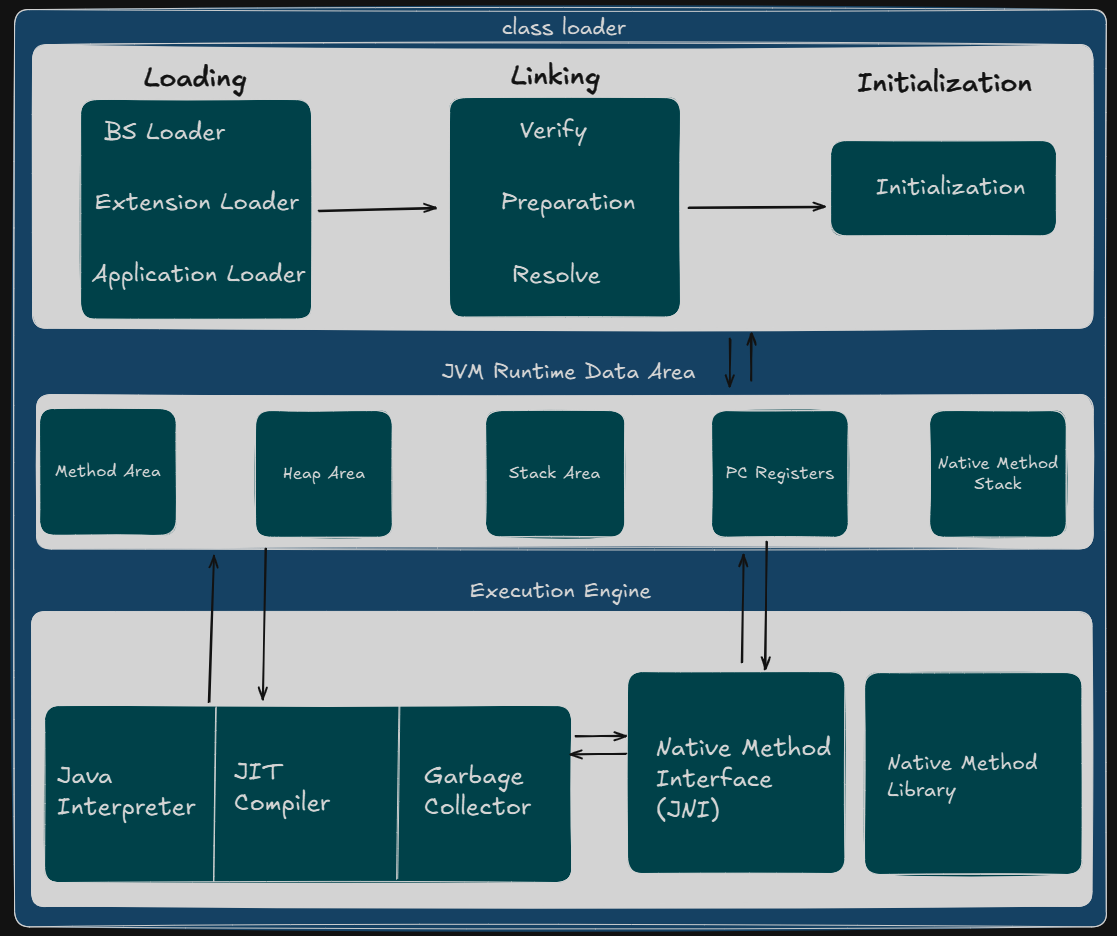 class loader
Loading
Linking
Initialization
BS Loader
Extension Loader
Application Loader
Verify
Preparation
Resolve
Initialization
JVM Runtime Data Area
Method Area
Heap Area
Stack Area
PC Registers
Native Method
Stack
Execution Engine
Java
Interpreter
JIT
Compiler
Garbage
Collector
Native Method
Interface
(JNI)
Native Method
Library